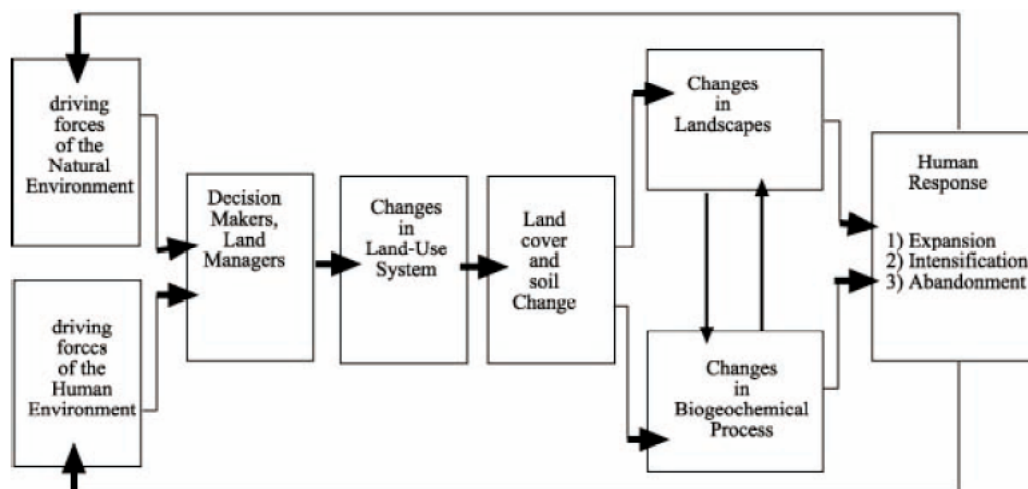 driving
forces
of the
Natural
Environment
driving
forces
of the
Human
Environment
Decision
Makers,
Land
Managers
Changes
in
Land-Use
System
Land
cover
and
soil
Change
Changes
in
Landscapes
Changes
in
Biogeochemical
Process
Human
Response
1) Expansion
2) Intensification
3) Abandonment